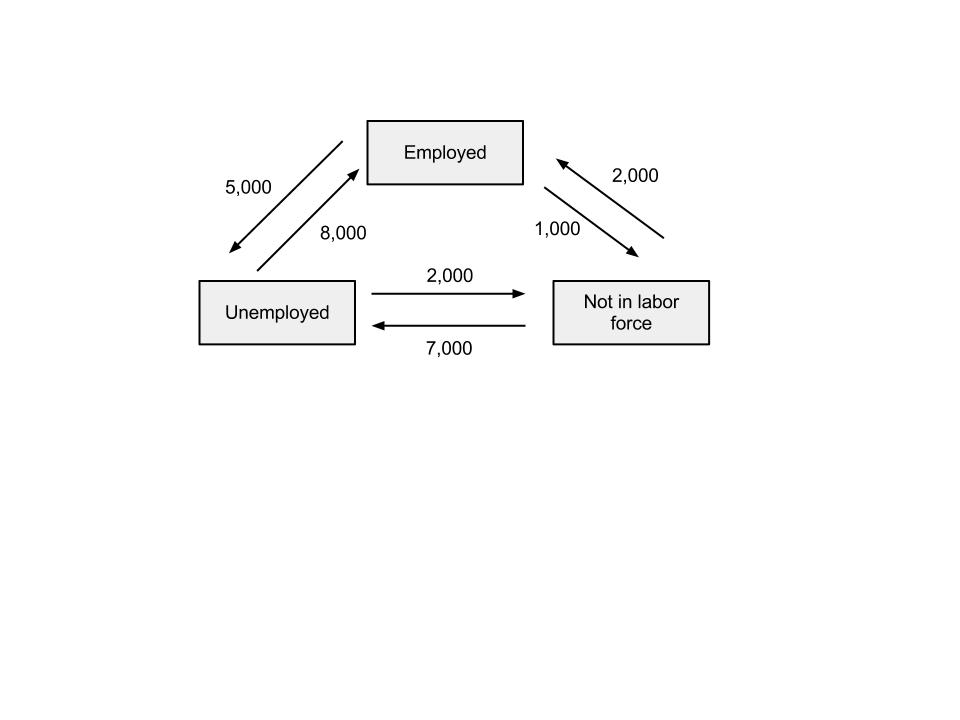 Employed
2,000
5,000
8,000
1,000
2,000
Unemployed
Not in labor
force
7,000